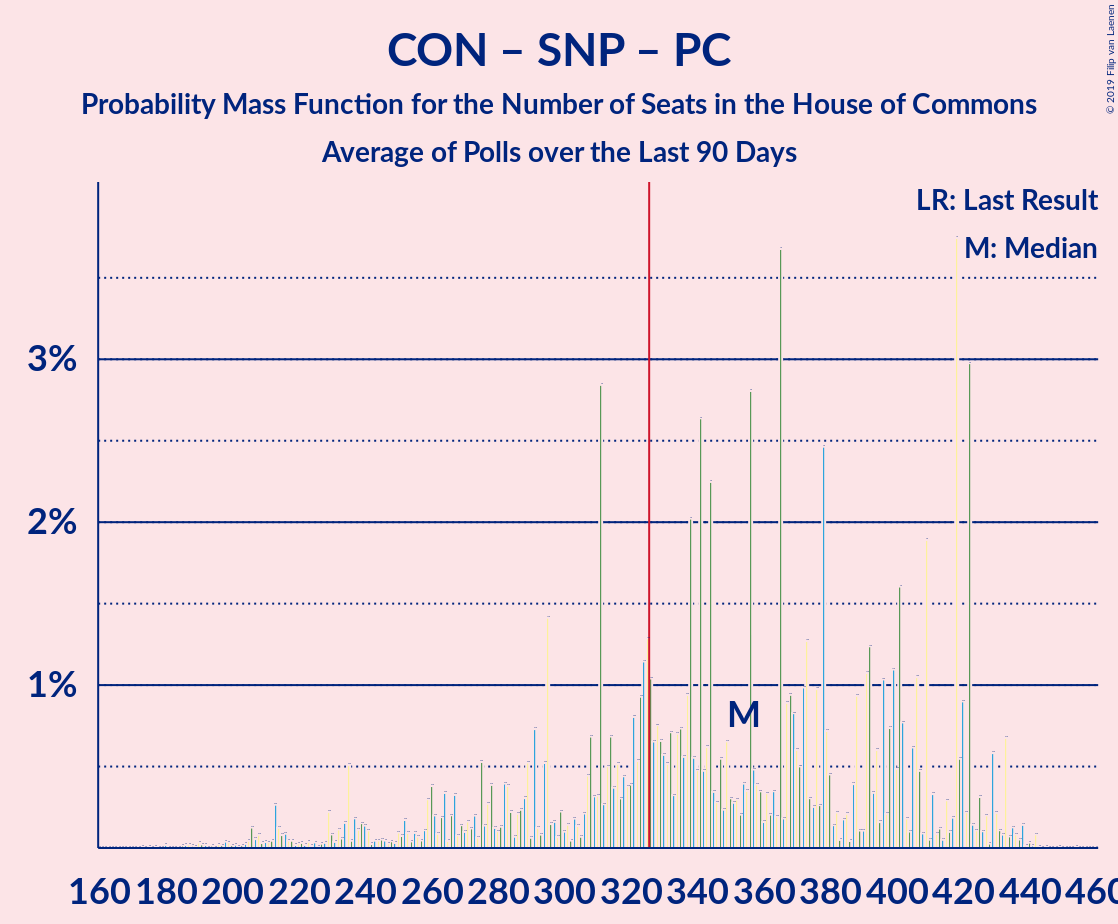 CON – SNP – PC
Probability Mass Function for the Number of Seats in the House of Commons
Average of Polls over the Last 90 Days
© 2019 Filip van Laenen
LR: Last Result
M: Median
3%
2%
1%
M
160 180 200 220 240 260 280 300 320 340 360 380 400 420 440 460